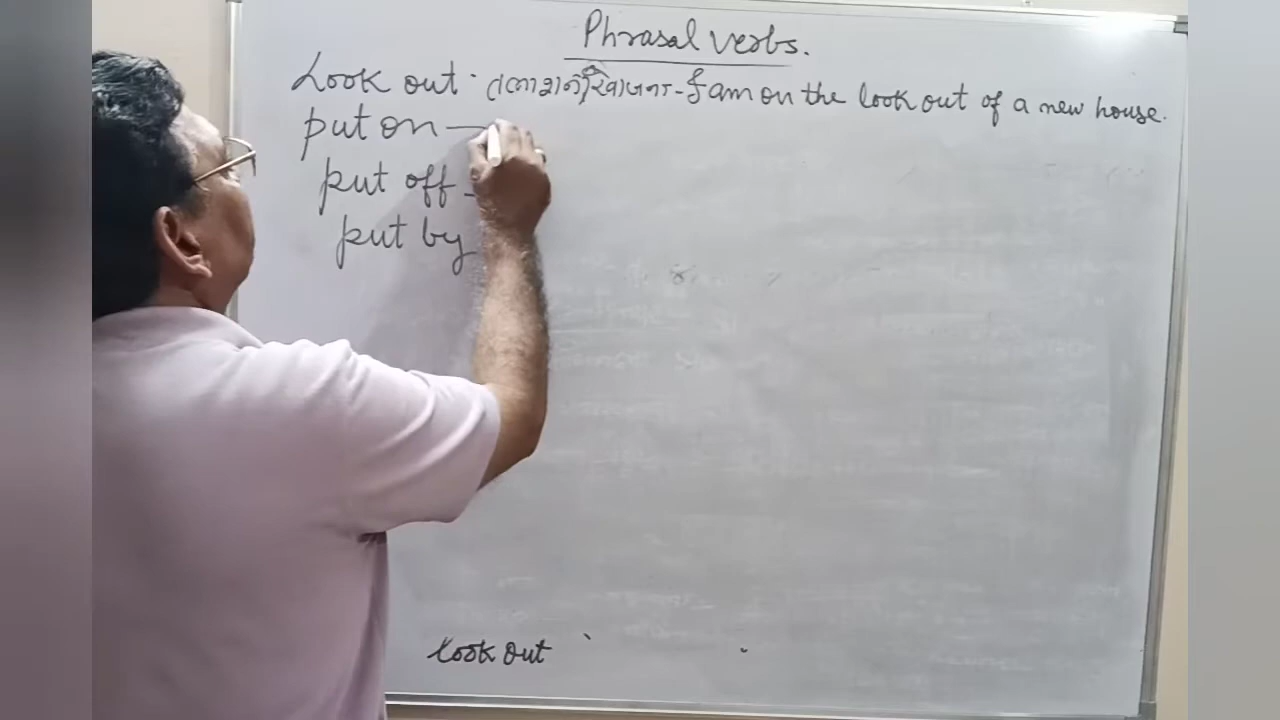 Phrasal Verbs.
Look out - I am on the look out of a new house.
put on —
put off -
put by
look out